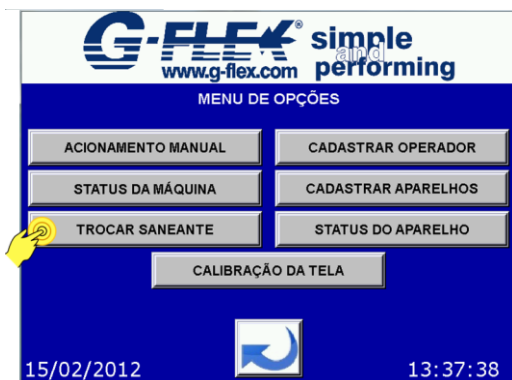 G-FLEX® simple
and
www.g-flex.com performing
MENU DE OPÇÕES
ACIONAMENTO MANUAL
CADASTRAR OPERADOR
STATUS DA MÁQUINA
CADASTRAR APARELHOS
TROCAR SANEANTE
STATUS DO APARELHO
CALIBRAÇÃO DA TELA
15/02/2012
13:37:38